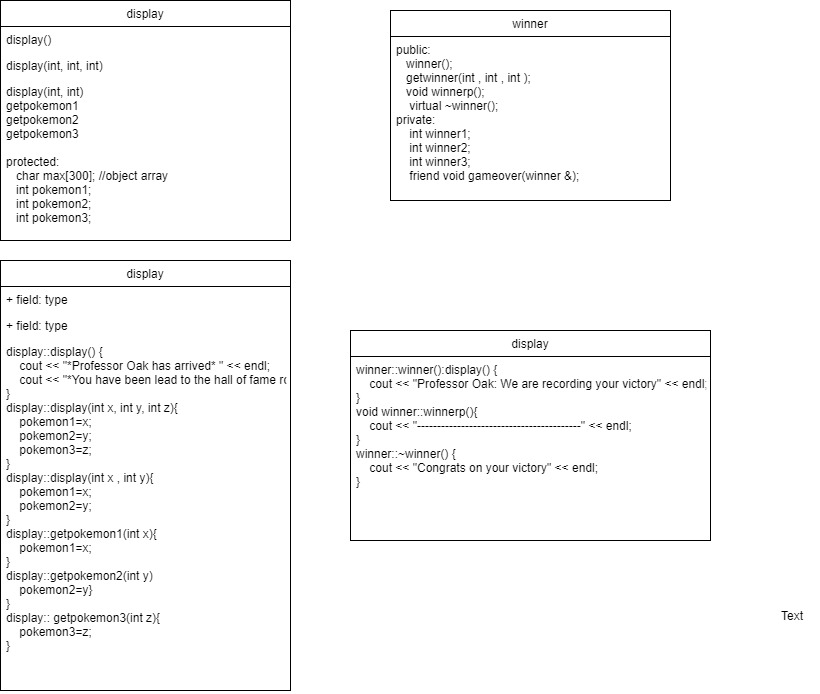 display
display()
display(int, int, int)
display(int, int)
getpokemon1
getpokemon2
getpokemon3
protected:
char max[300]; //object array
int pokemon1;
int pokemon2;
int pokemon3;
winner
public:
winner();
getwinner(int , int , int );
void winnerp();
virtual ~winner();
private:
int winner1;
int winner2;
int winner3;
friend void gameover(winner &);
display
+ field: type
+ field: type
display::display() {
cout << "*Professor Oak has arrived* " << endl;
cout << "*You have been lead to the hall of fame
}
display::display(int x, int y, int z){
pokemon1=x;
pokemon2=y;
pokemon3=z;
}
display::display(int x , int y){
pokemon1=x;
pokemon2=y;
}
display::getpokemon1(int x){
pokemon1=x;
}
display::getpokemon2(int y)
pokemon2=y}
}
display:: getpokemon3(int z){
pokemon3=z;
}
display
winner::winner():display() {
cout << "Professor Oak: We are recording your victory" << endl;
}
void winner::winnerp(){
cout << "-----------------------------------------" << endl;
}
winner::~winner() {
cout << "Congrats on your victory" << endl;
}
Text